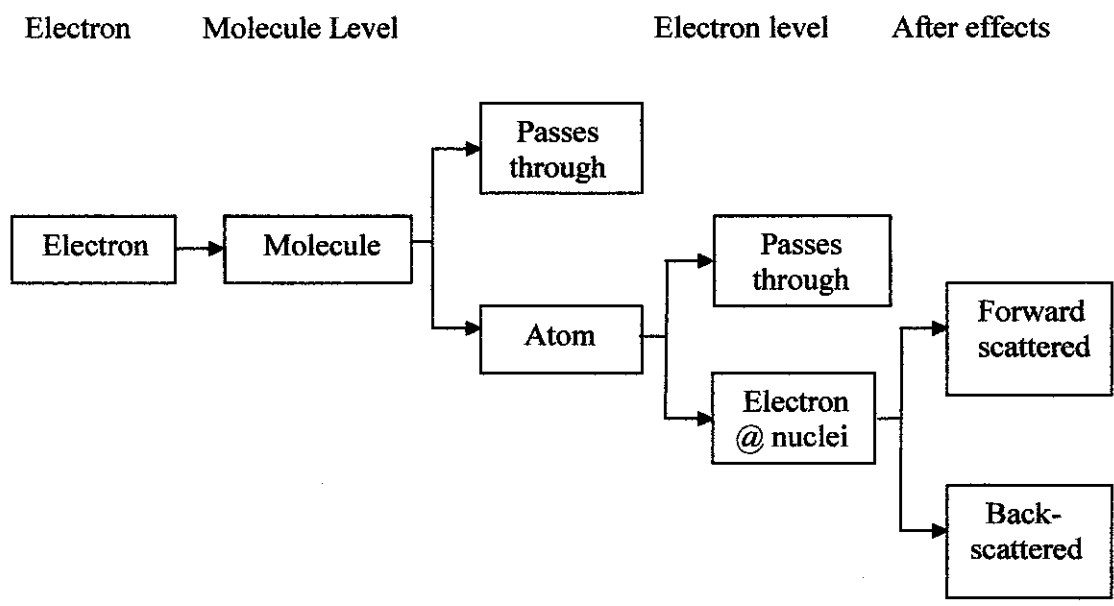 Electron Molecule Level Electron level After effects
Passes
through
Electron
Molecule
Passes
through
Atom
Forward
scattered
Electron
@ nuclei
Back-
scattered